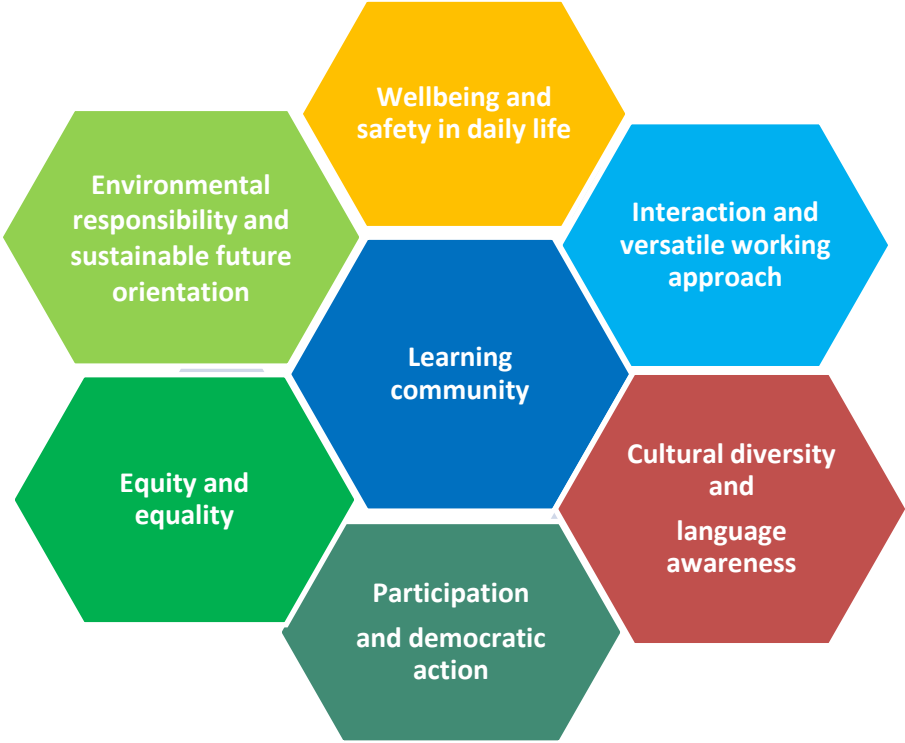 Wellbeing and
safety in daily life
Environmental
responsibility and
sustainable future
orientation
Interaction and
versatile working
approach
Learning
community
Equity and
equality
Cultural diversity
and
language
awareness
Participation
and democratic
action